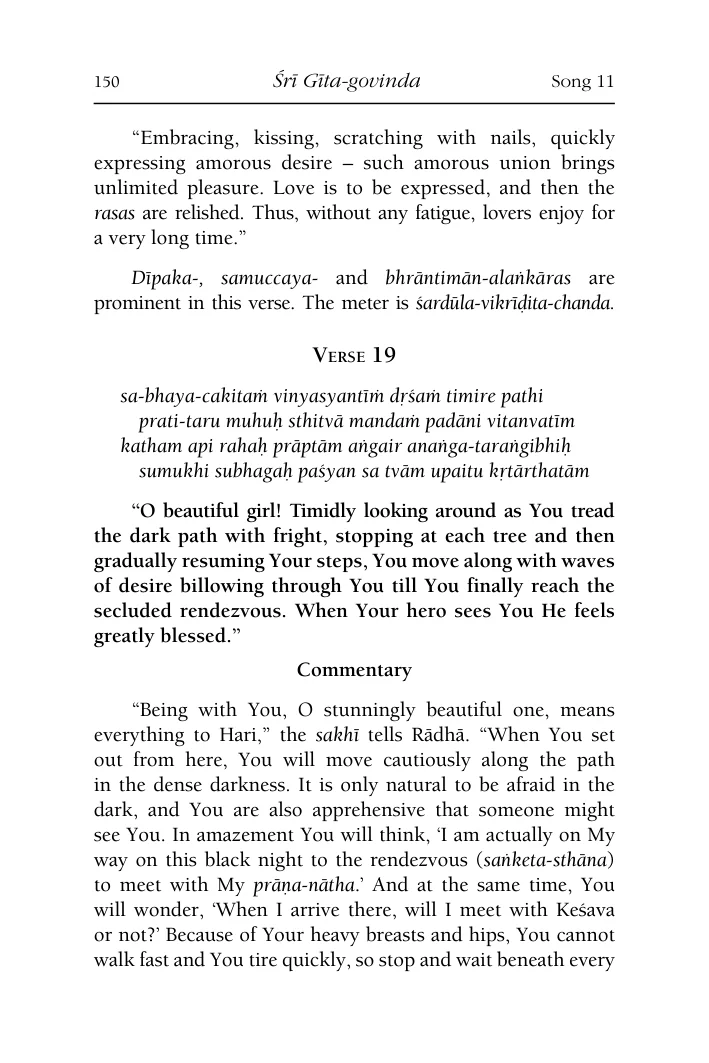 150 Śrī Gīta-govinda Song 11
“Embracing, kissing, scratching with nails, quickly
expressing amorous desire – such amorous union brings
unlimited pleasure. Love is to be expressed, and then the
rasas are relished. Thus, without any fatigue, lovers enjoy for
a very long time.”
Dīpaka-, samuccaya- and bhrāntimān-alaṅkāras are
prominent in this verse. The meter is śardūla-vikrīḍita-chanda.
Verse 19
sa-bhaya-cakitaṁ vinyasyantīṁ dṛśaṁ timire pathi
prati-taru muhuḥ sthitvā mandaṁ padāni vitanvatīm
katham api rahaḥ prāptām aṅgair anaṅga-taraṅgibhiḥ
sumukhi subhagaḥ paśyan sa tvām upaitu kṛtārthatām
“O beautiful girl! Timidly looking around as You tread
the dark path with fright, stopping at each tree and then
gradually resuming Your steps, You move along with waves
of desire billowing through You till You finally reach the
secluded rendezvous. When Your hero sees You He feels
greatly blessed.”
Commentary
“Being with You, O stunningly beautiful one, means
everything to Hari,” the sakhī tells Rādhā. “When You set
out from here, You will move cautiously along the path
in the dense darkness. It is only natural to be afraid in the
dark, and You are also apprehensive that someone might
see You. In amazement You will think, ‘I am actually on My
way on this black night to the rendezvous (saṅketa-sthāna)
to meet with My prāṇa-nātha.’ And at the same time, You
will wonder, ‘When I arrive there, will I meet with Keśava
or not?’ Because of Your heavy breasts and hips, You cannot
walk fast and You tire quickly, so stop and wait beneath every